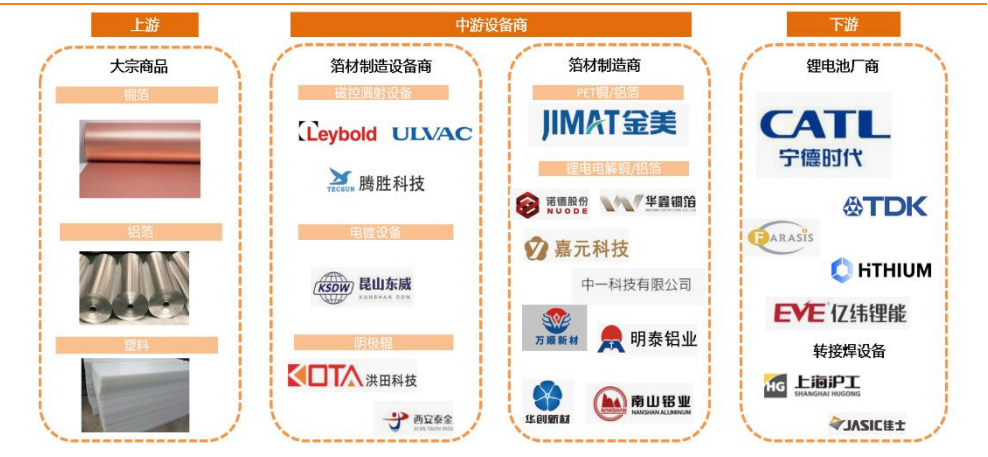 上游
中游设备商
下游
大宗商品
铜箔
铝箔
塑料
箔材制造设备商
磁控溅射设备
Leybold
ULVAC
TECSUN 腾胜科技
电镀设备
KSDW 昆山东威
KUNSHAN DON
阴极辊
KOTA 洪田科技
西安泰金
箔材制造商
PET铜/铝箔
JIMAT金美
锂电电解铜/铝箔
诺德股份
NUODE
华鑫铜箔
嘉元科技
中一科技有限公司
万顺新材
明泰铝业
华创新材
南山铝业
NANSHAN ALUMINUM
锂电池厂商
CATL
宁德时代
TDK
FARASIS
HiTHIUM
EVE 亿纬锂能
转接焊设备
HG 上海沪工
SHANGHAI HUGONG
JASIC佳士